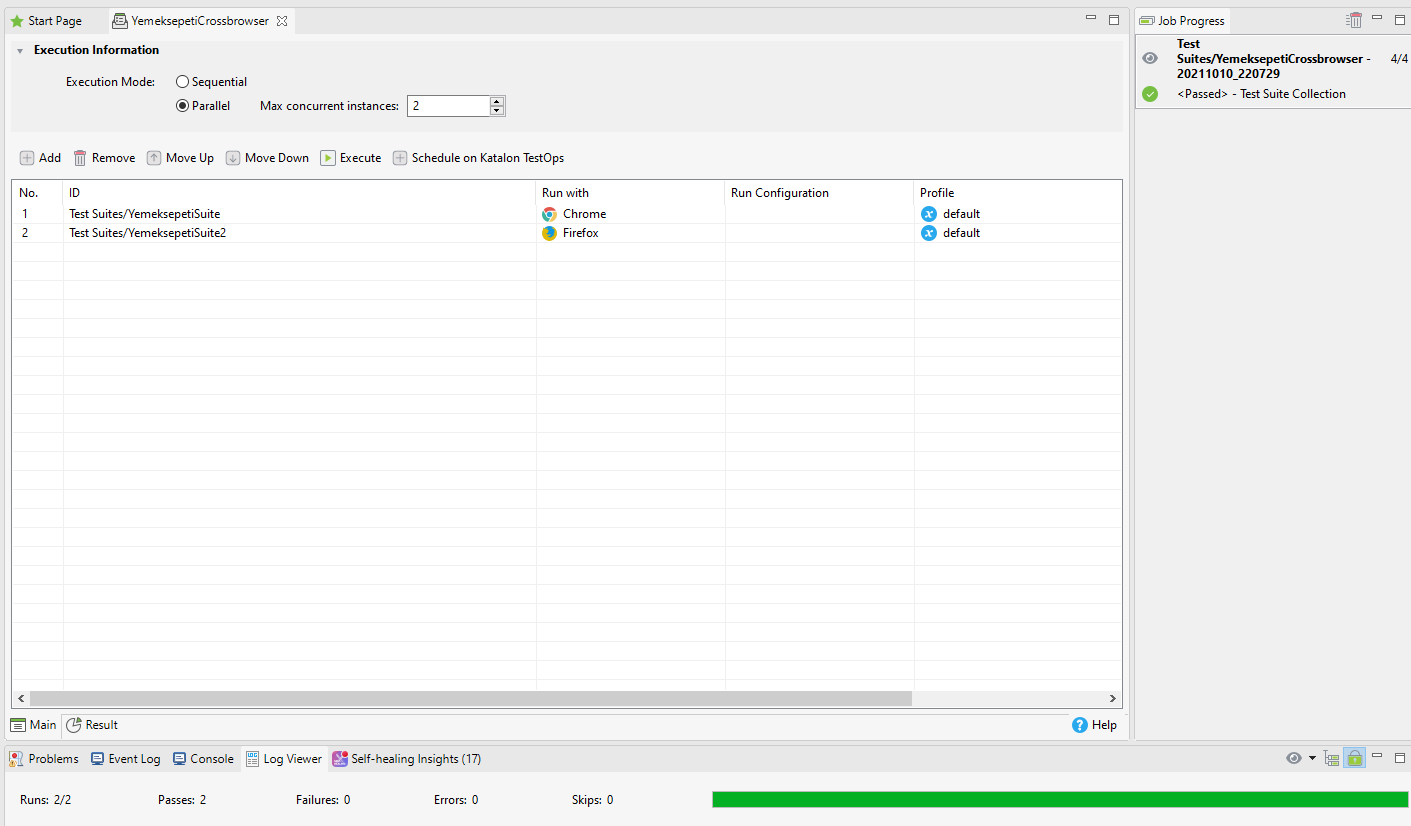 Start Page
YemeksepetiCrossbrowser
Execution Information
Execution Mode:
Sequential
Parallel
Max concurrent instances:
2
Add
Remove
Move Up
Move Down
Execute
Schedule on Katalon TestOps
No. ID Run with Run Configuration Profile
1 Test Suites/YemeksepetiSuite Chrome default
2 Test Suites/YemeksepetiSuite2 Firefox default
Main
Result
Help
Job Progress
Test
Suites/YemeksepetiCrossbrowser - 4/4
20211010_220729
<Passed> - Test Suite Collection
Problems
Event Log
Console
Log Viewer
Self-healing Insights (17)
Runs: 2/2 Passes: 2 Failures: 0 Errors: 0 Skips: 0